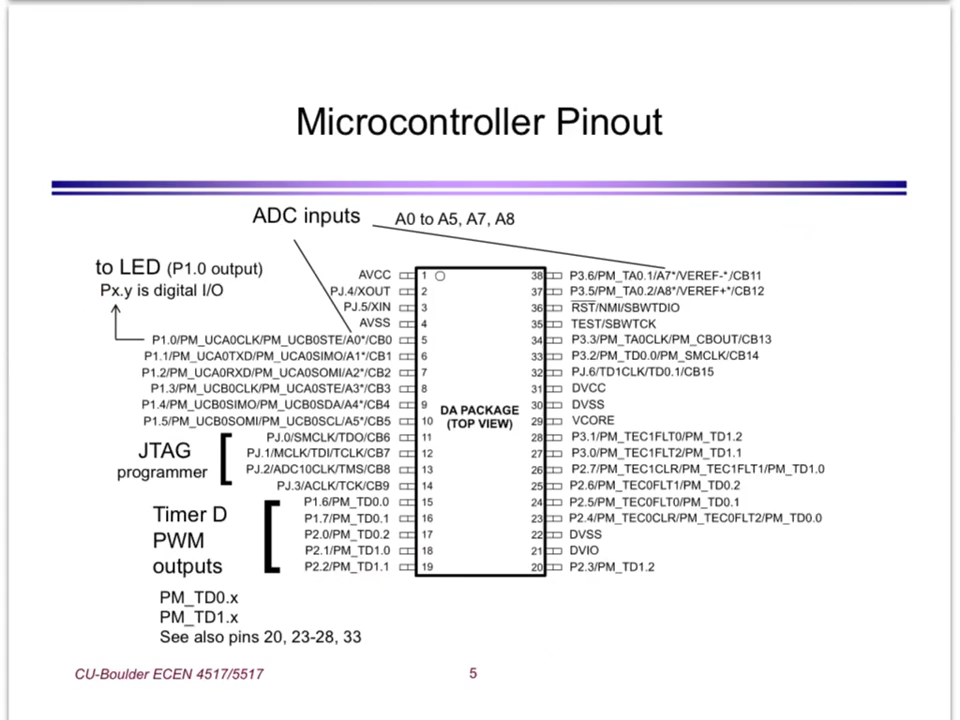 Microcontroller Pinout
ADC inputs
A0 to A5, A7, A8
to LED (P1.0 output)
Px.y is digital I/O
AVCC 1
PJ.4/XOUT 2
PJ.5/XIN 3
AVSS 4
P1.0/PM_UCA0CLK/PM_UCB0STE/A0*/CB0 5
P1.1/PM_UCA0TXD/PM_UCA0SIMO/A1*/CB1 6
P1.2/PM_UCA0RXD/PM_UCA0SOMI/A2*/CB2 7
P1.3/PM_UCB0CLK/PM_UCA0STE/A3*/CB3 8
P1.4/PM_UCB0SIMO/PM_UCB0SDA/A4*/CB4 9
P1.5/PM_UCB0SOMI/PM_UCB0SCL/A5*/CB5 10
PJ.0/SMCLK/TDO/CB6 11
PJ.1/MCLK/TDI/TCLK/CB7 12
PJ.2/ADC10CLK/TMS/CB8 13
PJ.3/ACLK/TCK/CB9 14
P1.6/PM_TD0.0 15
P1.7/PM_TD0.1 16
P2.0/PM_TD0.2 17
P2.1/PM_TD1.0 18
P2.2/PM_TD1.1 19
DA PACKAGE
(TOP VIEW)
38 P3.6/PM_TA0.1/A7*/VEREF-*/CB11
37 P3.5/PM_TA0.2/A8*/VEREF+*/CB12
36 RST/NMI/SBWTDIO
35 TEST/SBWTCK
34 P3.3/PM_TA0CLK/PM_CBOUT/CB13
33 P3.2/PM_TD0.0/PM_SMCLK/CB14
32 PJ.6/TD1CLK/TD0.1/CB15
31 DVCC
30 DVSS
29 VCORE
28 P3.1/PM_TEC1FLT0/PM_TD1.2
27 P3.0/PM_TEC1FLT2/PM_TD1.1
26 P2.7/PM_TEC1CLR/PM_TEC1FLT1/PM_TD1.0
25 P2.6/PM_TEC0FLT1/PM_TD0.2
24 P2.5/PM_TEC0FLT0/PM_TD0.1
23 P2.4/PM_TEC0CLR/PM_TEC0FLT2/PM_TD0.0
22 DVSS
21 DVIO
20 P2.3/PM_TD1.2
JTAG
programmer
Timer D
PWM
outputs
PM_TD0.x
PM_TD1.x
See also pins 20, 23-28, 33
CU-Boulder ECEN 4517/5517
5